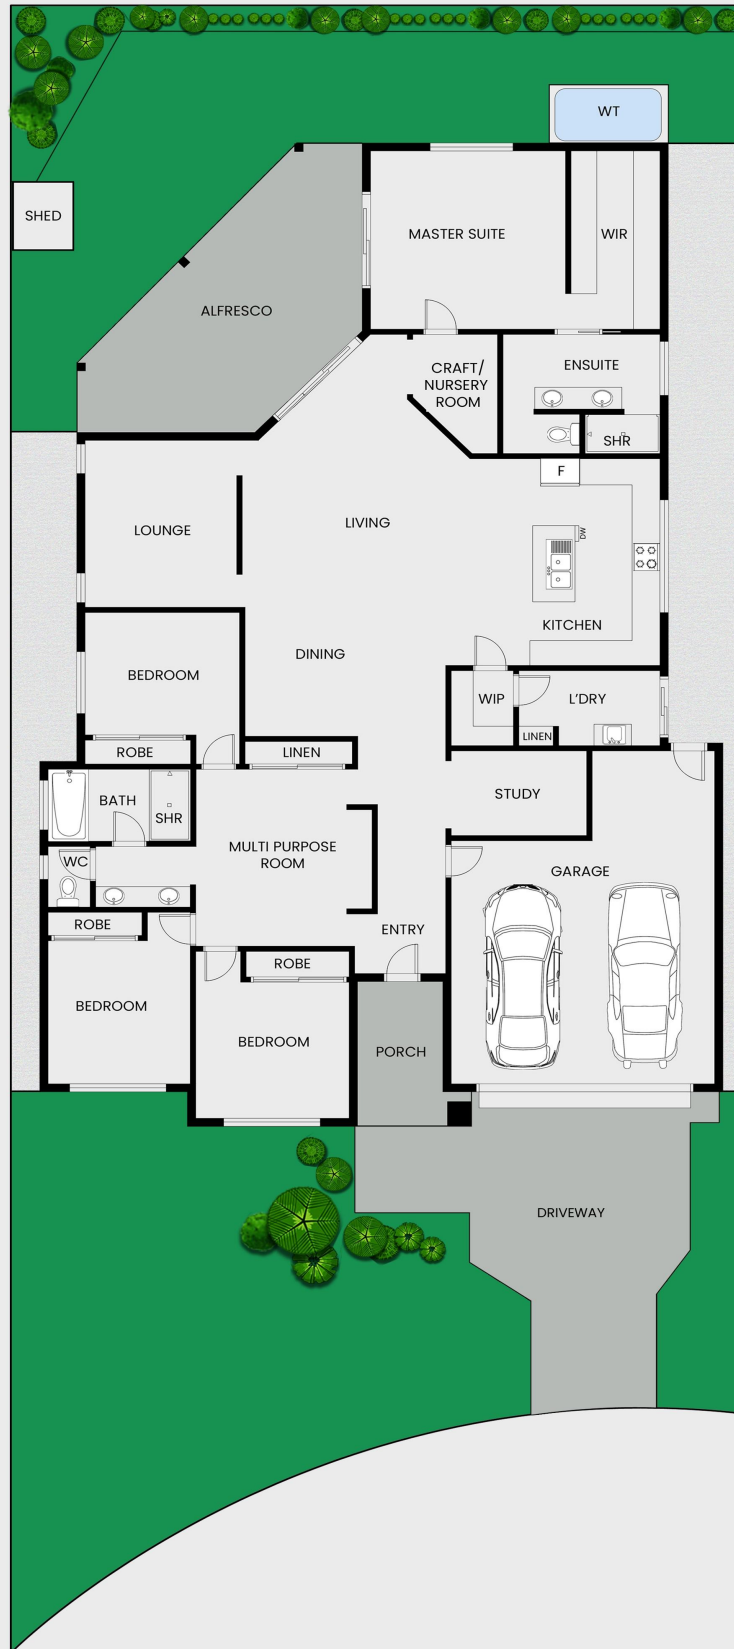 WT
SHED
MASTER SUITE
WIR
ALFRESCO
CRAFT/
NURSERY
ROOM
ENSUITE
SHR
F
LOUNGE
LIVING
DW
KITCHEN
DINING
BEDROOM
WIP
L'DRY
LINEN
ROBE
LINEN
BATH
SHR
STUDY
WC
MULTI PURPOSE
ROOM
GARAGE
ROBE
ENTRY
ROBE
BEDROOM
BEDROOM
PORCH
DRIVEWAY